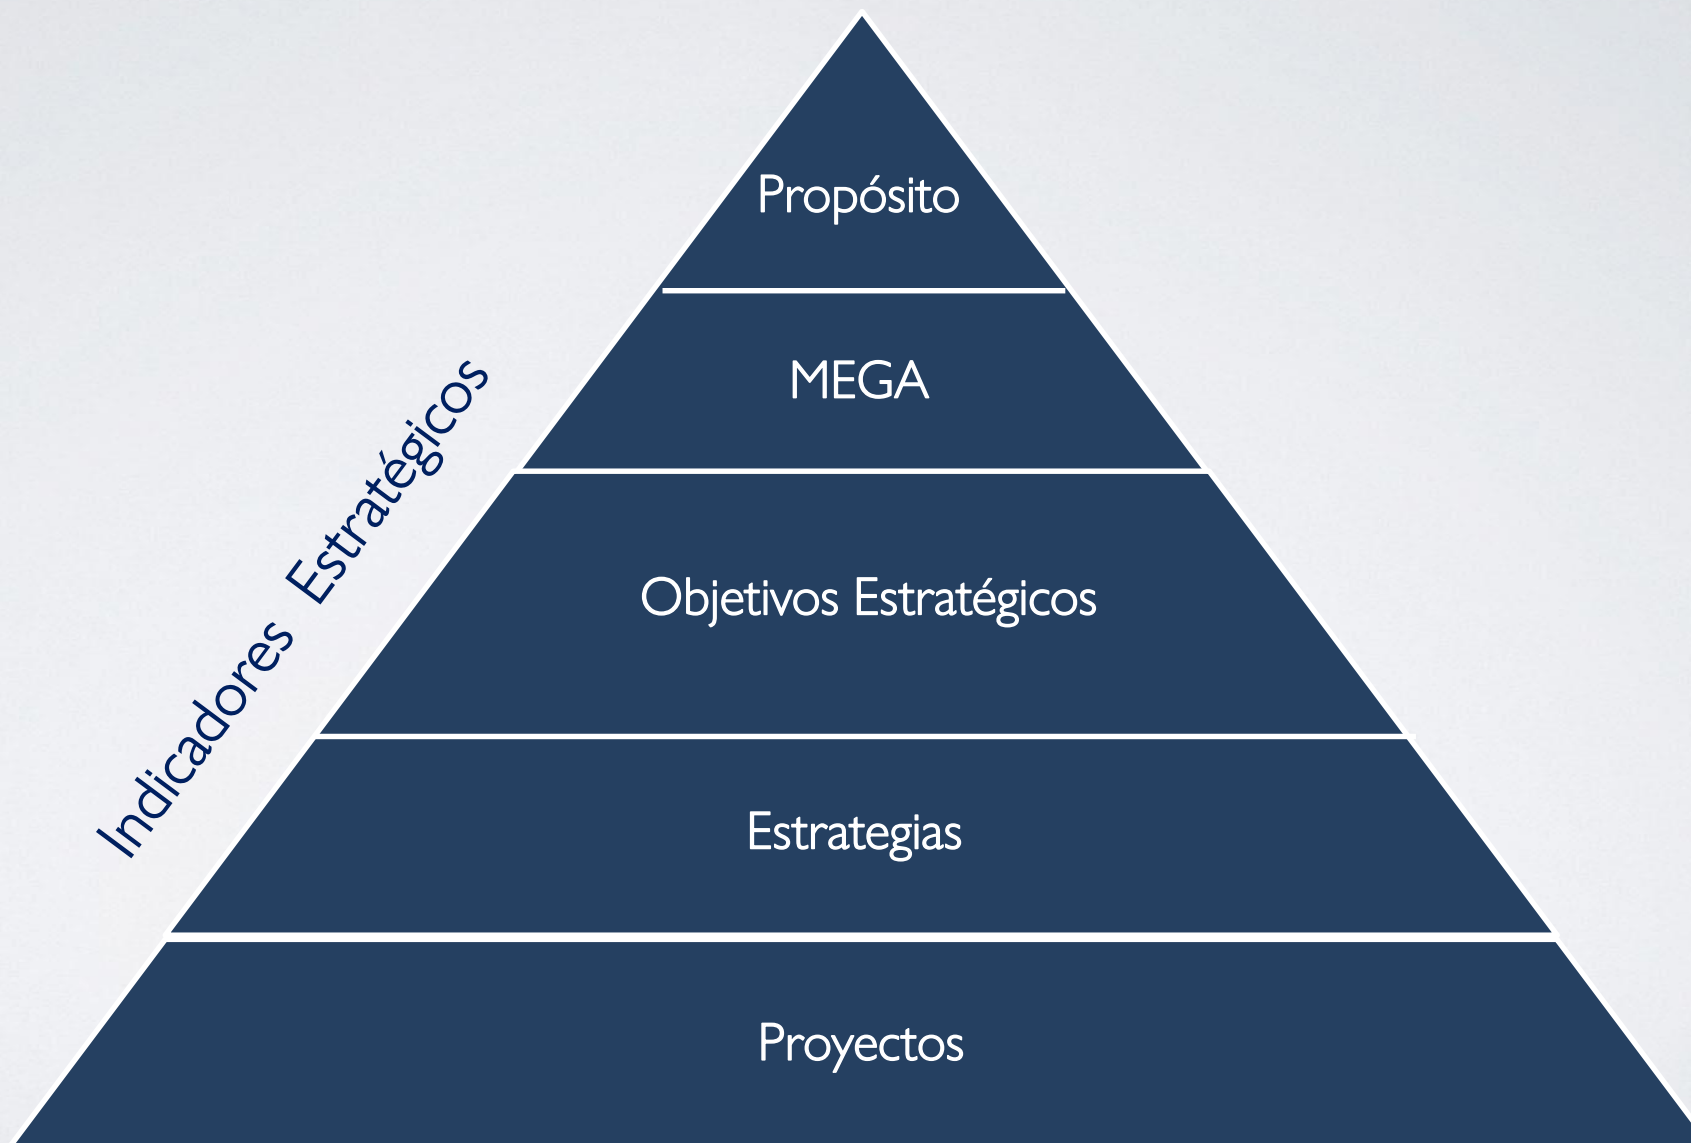 Propósito
MEGA
Indicadores Estratégicos
Objetivos Estratégicos
Estrategias
Proyectos